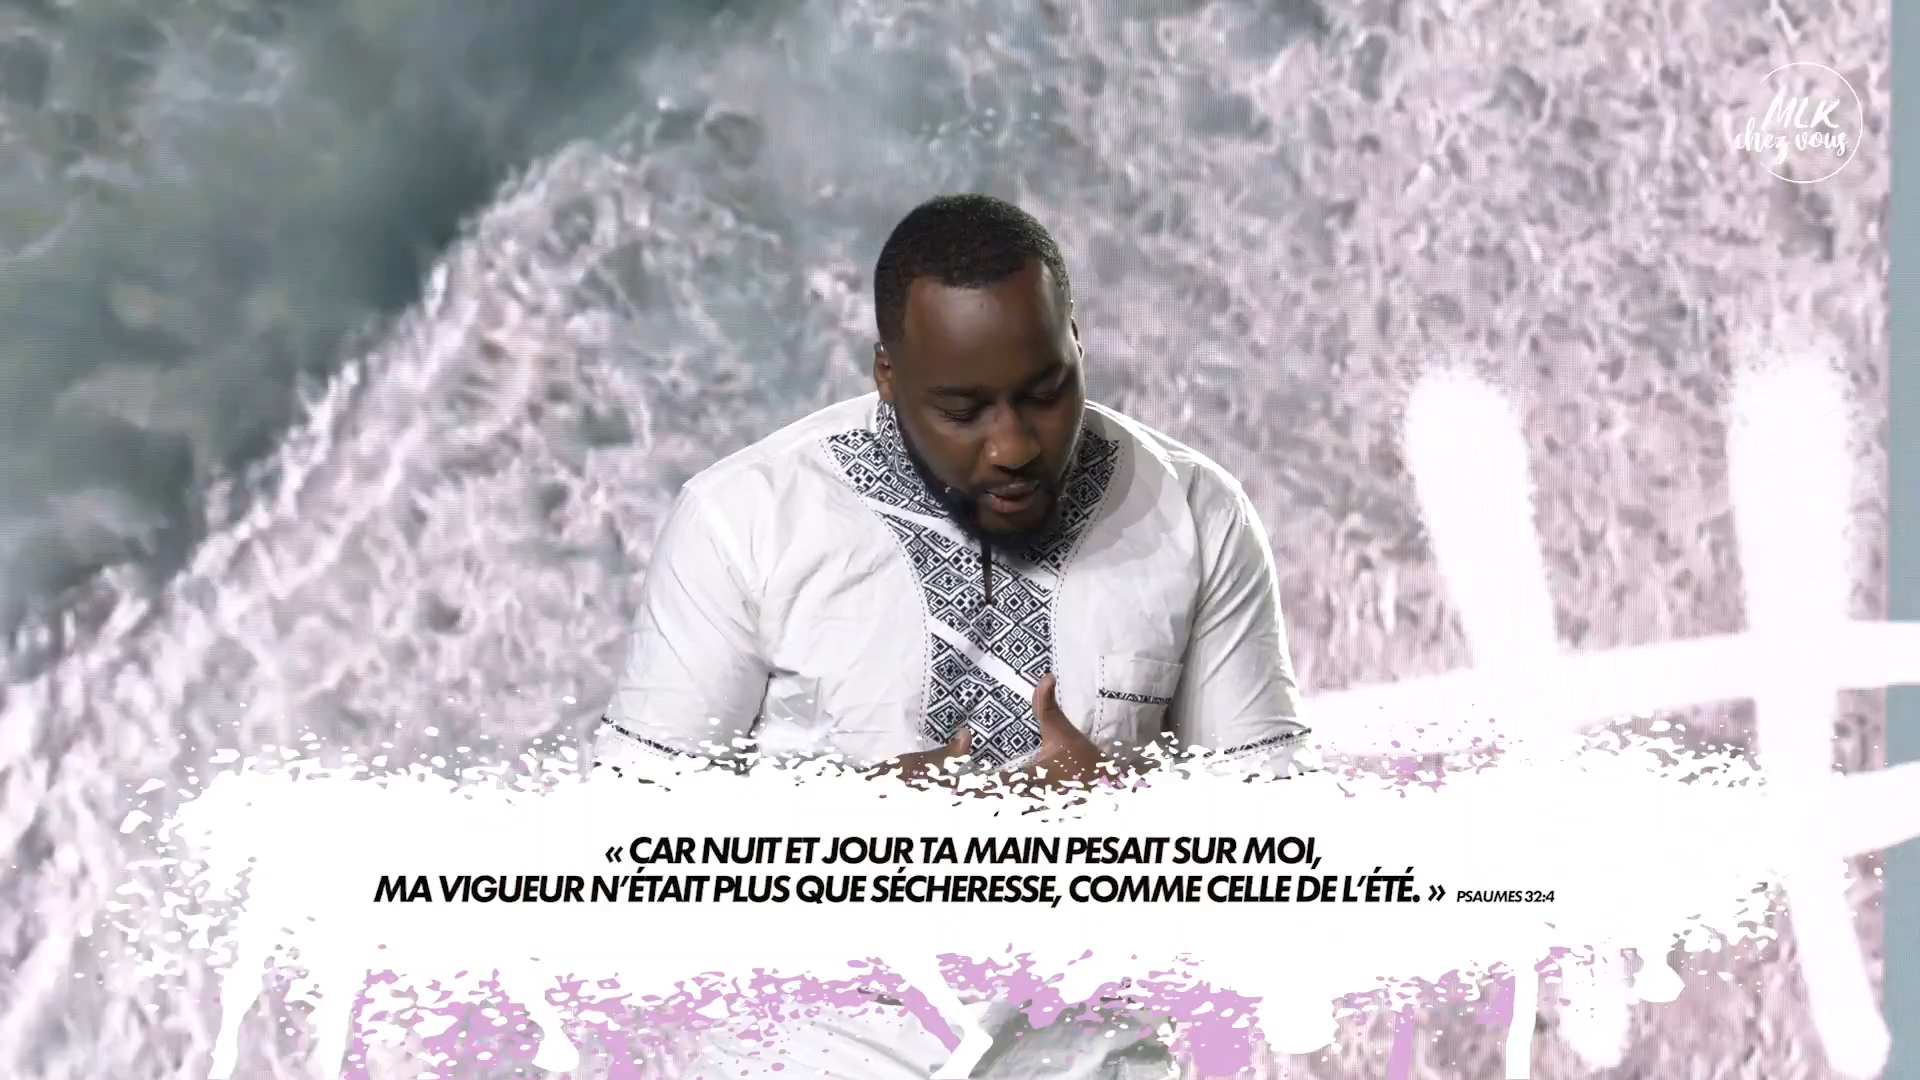 MLK
chez vous
« CAR NUIT ET JOUR TA MAIN PESAIT SUR MOI,
MA VIGUEUR N’ÉTAIT PLUS QUE SÉCHERESSE, COMME CELLE DE L’ÉTÉ. » PSAUMES 32:4